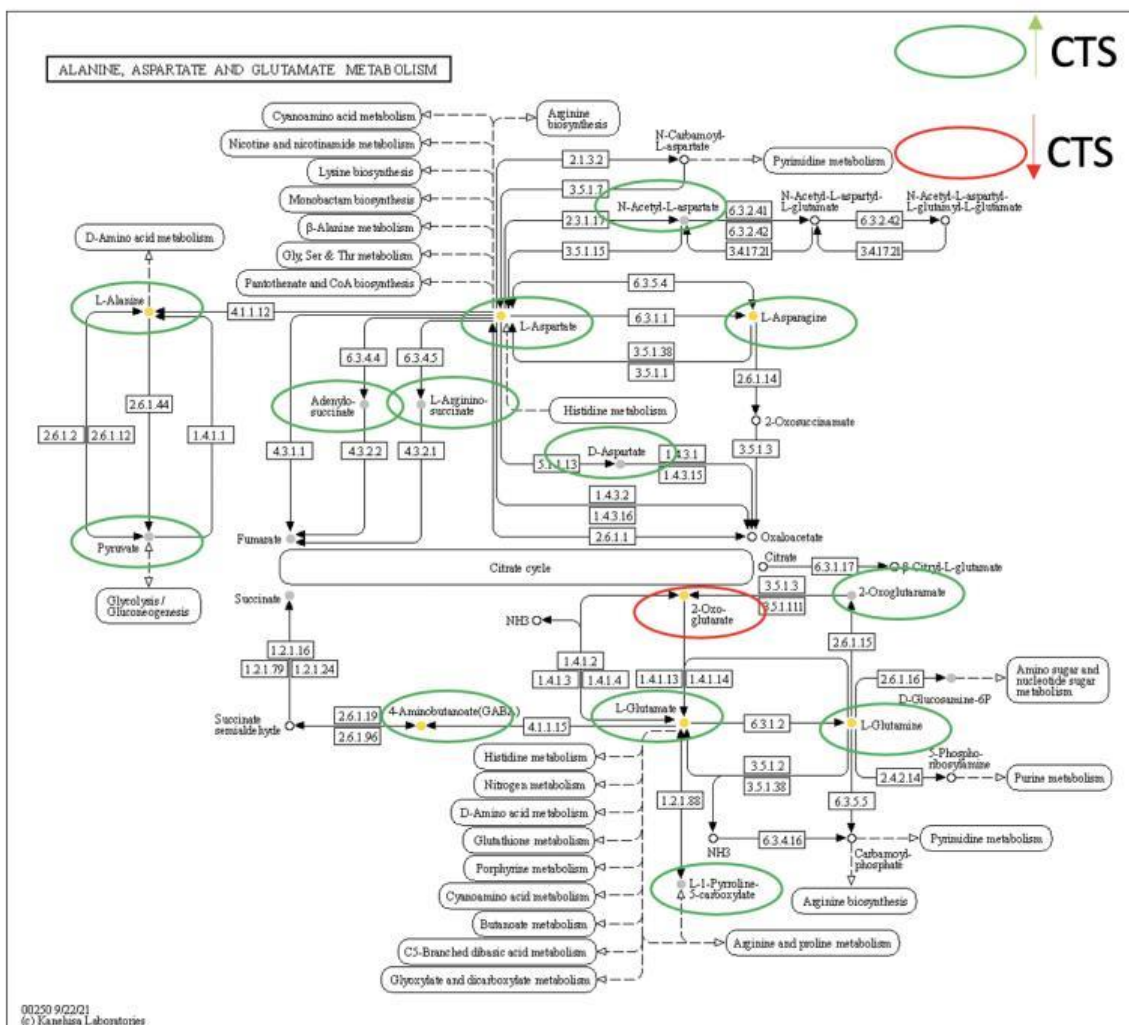 CTS
ALANINE, ASPARTATE AND GLUTAMATE METABOLISM
CTS
Cyanoamino acid metabolism
Arginine
biosynthesis
Nicotine and nicotinamide metabolism
N-Carbamoyl-
L-aspartate
2.1.3.2
Pyrimidine metabolism
Lysine biosynthesis
3.5.1.7
Monobactam biosynthesis
N-Acetyl-L-aspartate
6.3.2.41
N-Acetyl-L-aspartyl-
L-glutamate
N-Acetyl-L-aspartyl-
L-glutamyl-L-glutamate
2.3.1.17
6.3.2.42
6.3.2.42
β-Alanine metabolism
D-Amino acid metabolism
Gly, Ser & Thr metabolism
3.5.1.15
3.4.17.21
3.4.17.21
Pantothenate and CoA biosynthesis
6.3.5.4
L-Alanine
4.1.1.12
L-Aspartate
6.3.1.1
L-Asparagine
3.5.1.38
3.5.1.1
6.3.4.4
6.3.4.5
2.6.1.14
Adenylo-
succinate
L-Arginino-
succinate
2.6.1.44
Histidine metabolism
2-Oxosuccinamate
2.6.1.2
2.6.1.12
1.4.1.1
4.3.1.1
4.3.2.2
4.3.2.1
D-Aspartate
1.4.3.1
3.5.1.3
5.1.1.13
1.4.3.15
1.4.3.2
1.4.3.16
2.6.1.1
Pyruvate
Fumarate
Oxaloacetate
Citrate cycle
Citrate
6.3.1.17
β-Citryl-L-glutamate
Glycolysis /
Gluconeogenesis
Succinate
2-Oxo-
glutarate
3.5.1.3
3.5.1.111
2-Oxoglutaramate
NH3
1.2.1.16
1.2.1.79
1.2.1.24
1.4.1.2
1.4.1.3
1.4.1.4
1.4.1.13
1.4.1.14
2.6.1.15
2.6.1.16
Amino sugar and
nucleotide sugar
metabolism
D-Glucosamine-6P
Succinate
semialdehyde
2.6.1.19
2.6.1.96
4-Aminobutanoate(GABA)
4.1.1.15
L-Glutamate
6.3.1.2
L-Glutamine
Histidine metabolism
3.5.1.2
3.5.1.38
5-Phospho-
ribosylamine
2.4.2.14
Purine metabolism
Nitrogen metabolism
1.2.1.88
D-Amino acid metabolism
6.3.5.5
Glutathione metabolism
NH3
6.3.4.16
Carbamoyl-
phosphate
Pyrimidine metabolism
Porphyrine metabolism
Cyanoamino acid metabolism
L-1-Pyrroline-
5-carboxylate
Arginine biosynthesis
Butanoate metabolism
C5-Branched dibasic acid metabolism
Arginine and proline metabolism
Glyoxylate and dicarboxylate metabolism
00250 9/22/21
(c) Kanehisa Laboratories